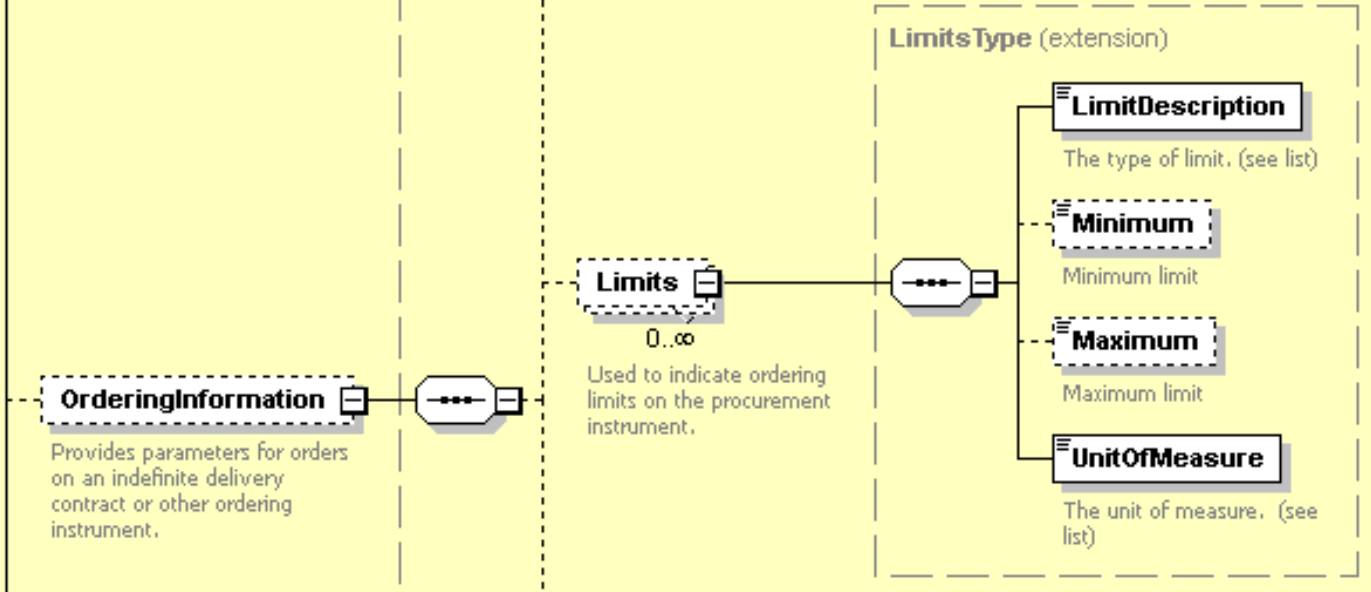 LimitsType (extension)
LimitDescription
The type of limit. (see list)
Minimum
Minimum limit
Limits
0..∞
Used to indicate ordering
limits on the procurement
instrument.
Maximum
Maximum limit
OrderingInformation
Provides parameters for orders
on an indefinite delivery
contract or other ordering
instrument.
UnitOfMeasure
The unit of measure.  (see
list)